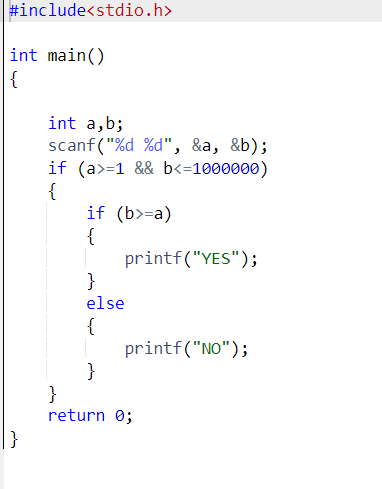 #include<stdio.h>
int main()
{
int a,b;
scanf("%d %d", &a, &b);
if (a>=1 && b<=1000000)
{
if (b>=a)
{
printf("YES");
}
else
{
printf("NO");
}
}
return 0;
}